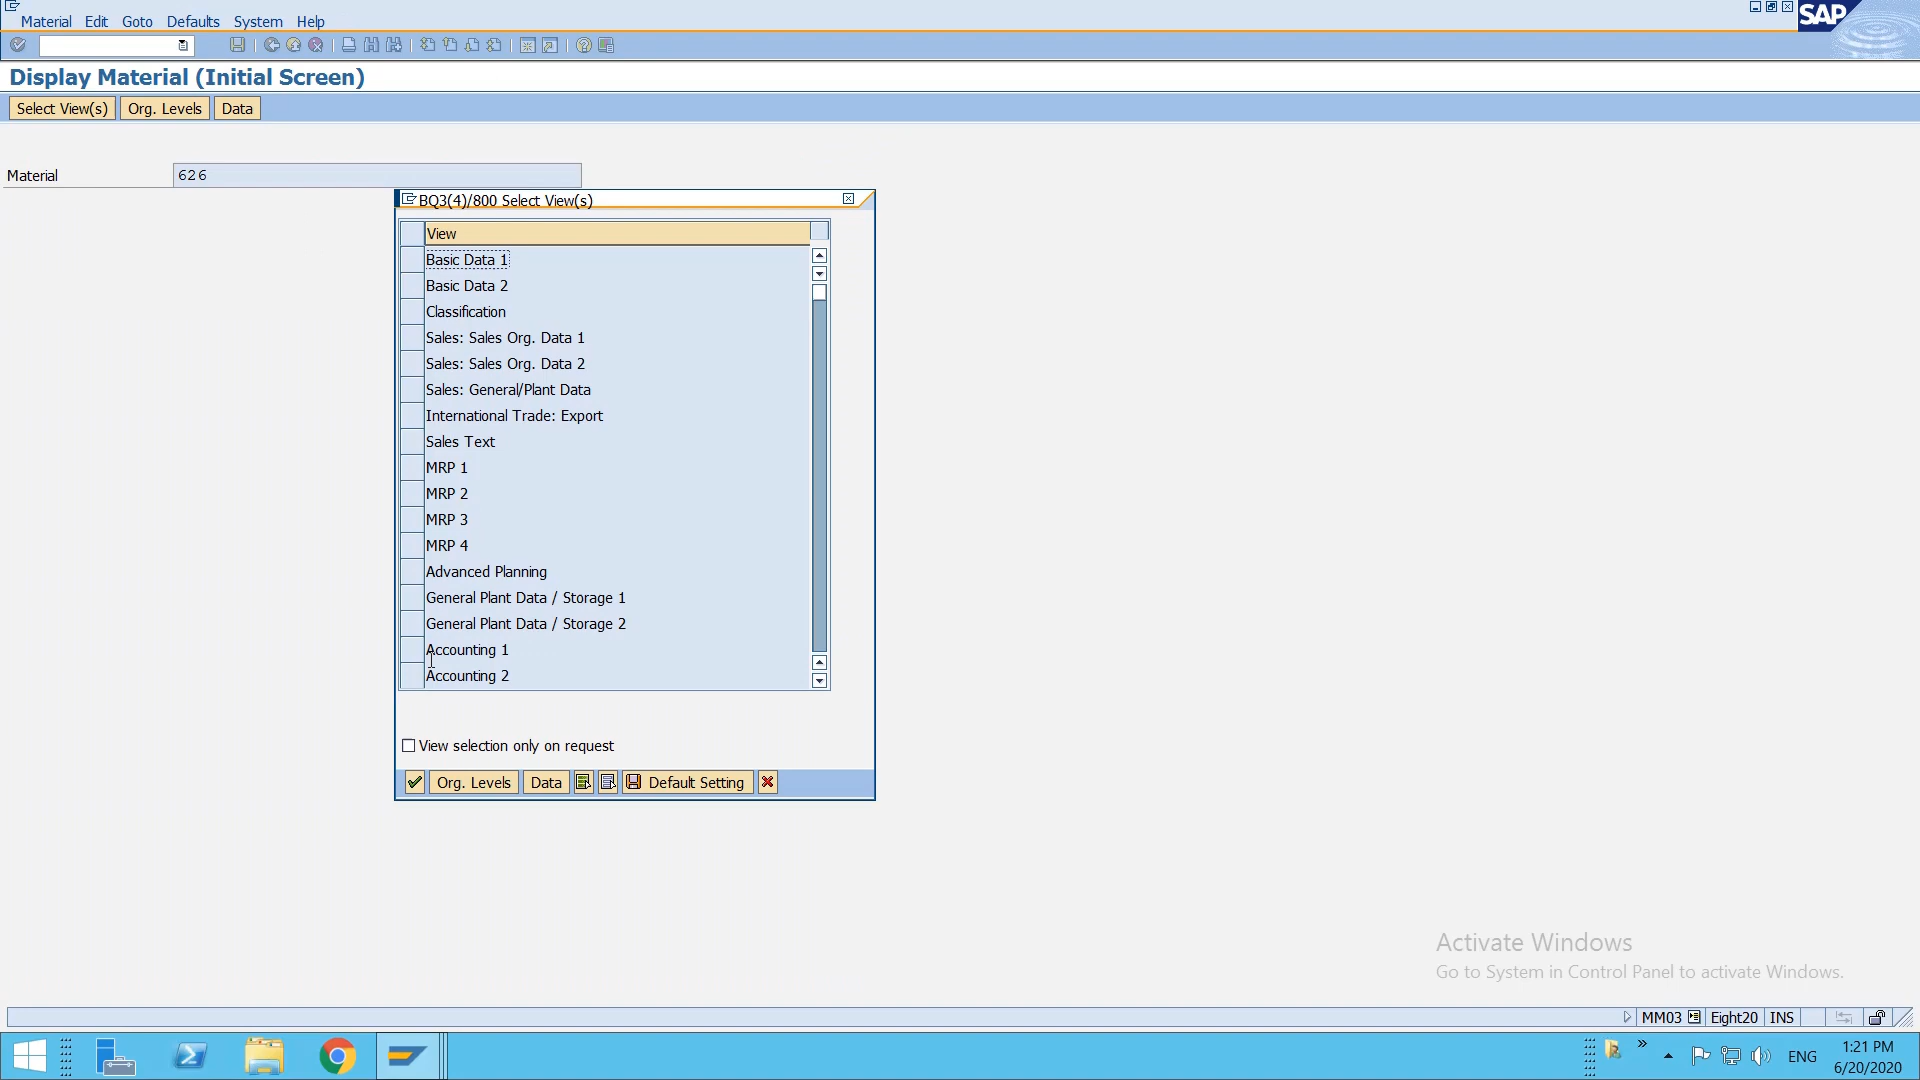 Material Edit Goto Defaults System Help
SAP
Display Material (Initial Screen)
Select View(s) Org. Levels Data
Material 626
BQ3(4)/800 Select View(s)
View
Basic Data 1
Basic Data 2
Classification
Sales: Sales Org. Data 1
Sales: Sales Org. Data 2
Sales: General/Plant Data
International Trade: Export
Sales Text
MRP 1
MRP 2
MRP 3
MRP 4
Advanced Planning
General Plant Data / Storage 1
General Plant Data / Storage 2
Accounting 1
Accounting 2
View selection only on request
Org. Levels Data Default Setting
Activate Windows
Go to System in Control Panel to activate Windows.
MM03 Eight20 INS
ENG 1:21 PM
6/20/2020